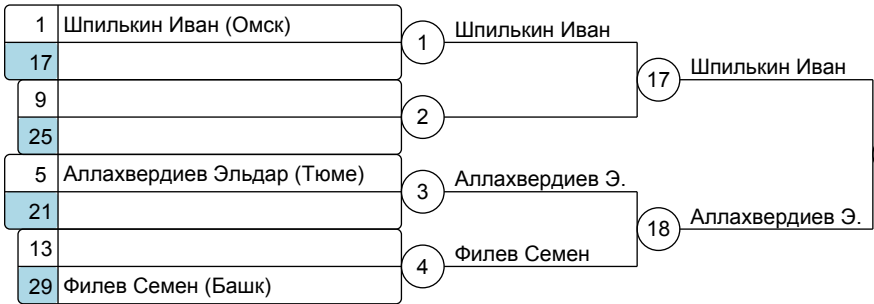 1 Шпилькин Иван (Омск)
17
1 Шпилькин Иван
9
25
2
17 Шпилькин Иван
5 Аллахвердиев Эльдар (Тюме)
21
3 Аллахвердиев Э.
13
29 Филев Семен (Башк)
4 Филев Семен
18 Аллахвердиев Э.